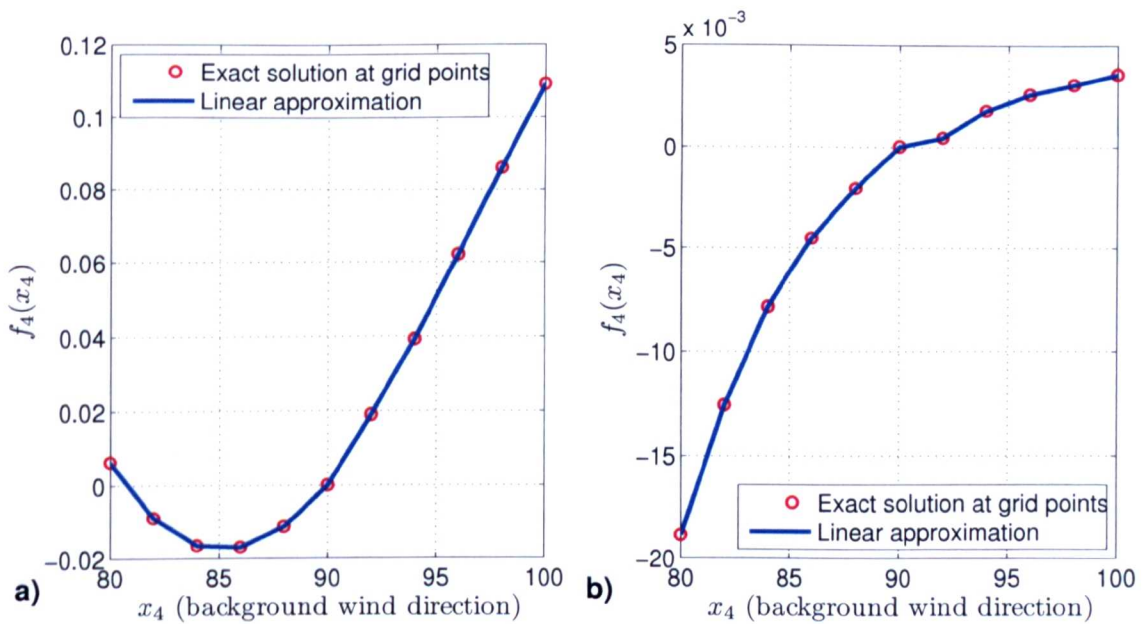 0.12
0.1
0.08
0.06
0.04
0.02
0
−0.02
f₄(x₄)
Exact solution at grid points
Linear approximation
80
85
90
95
100
a)
x₄ (background wind direction)
5 x 10⁻³
0
−5
−10
−15
−20
f₄(x₄)
Exact solution at grid points
Linear approximation
80
85
90
95
100
b)
x₄ (background wind direction)